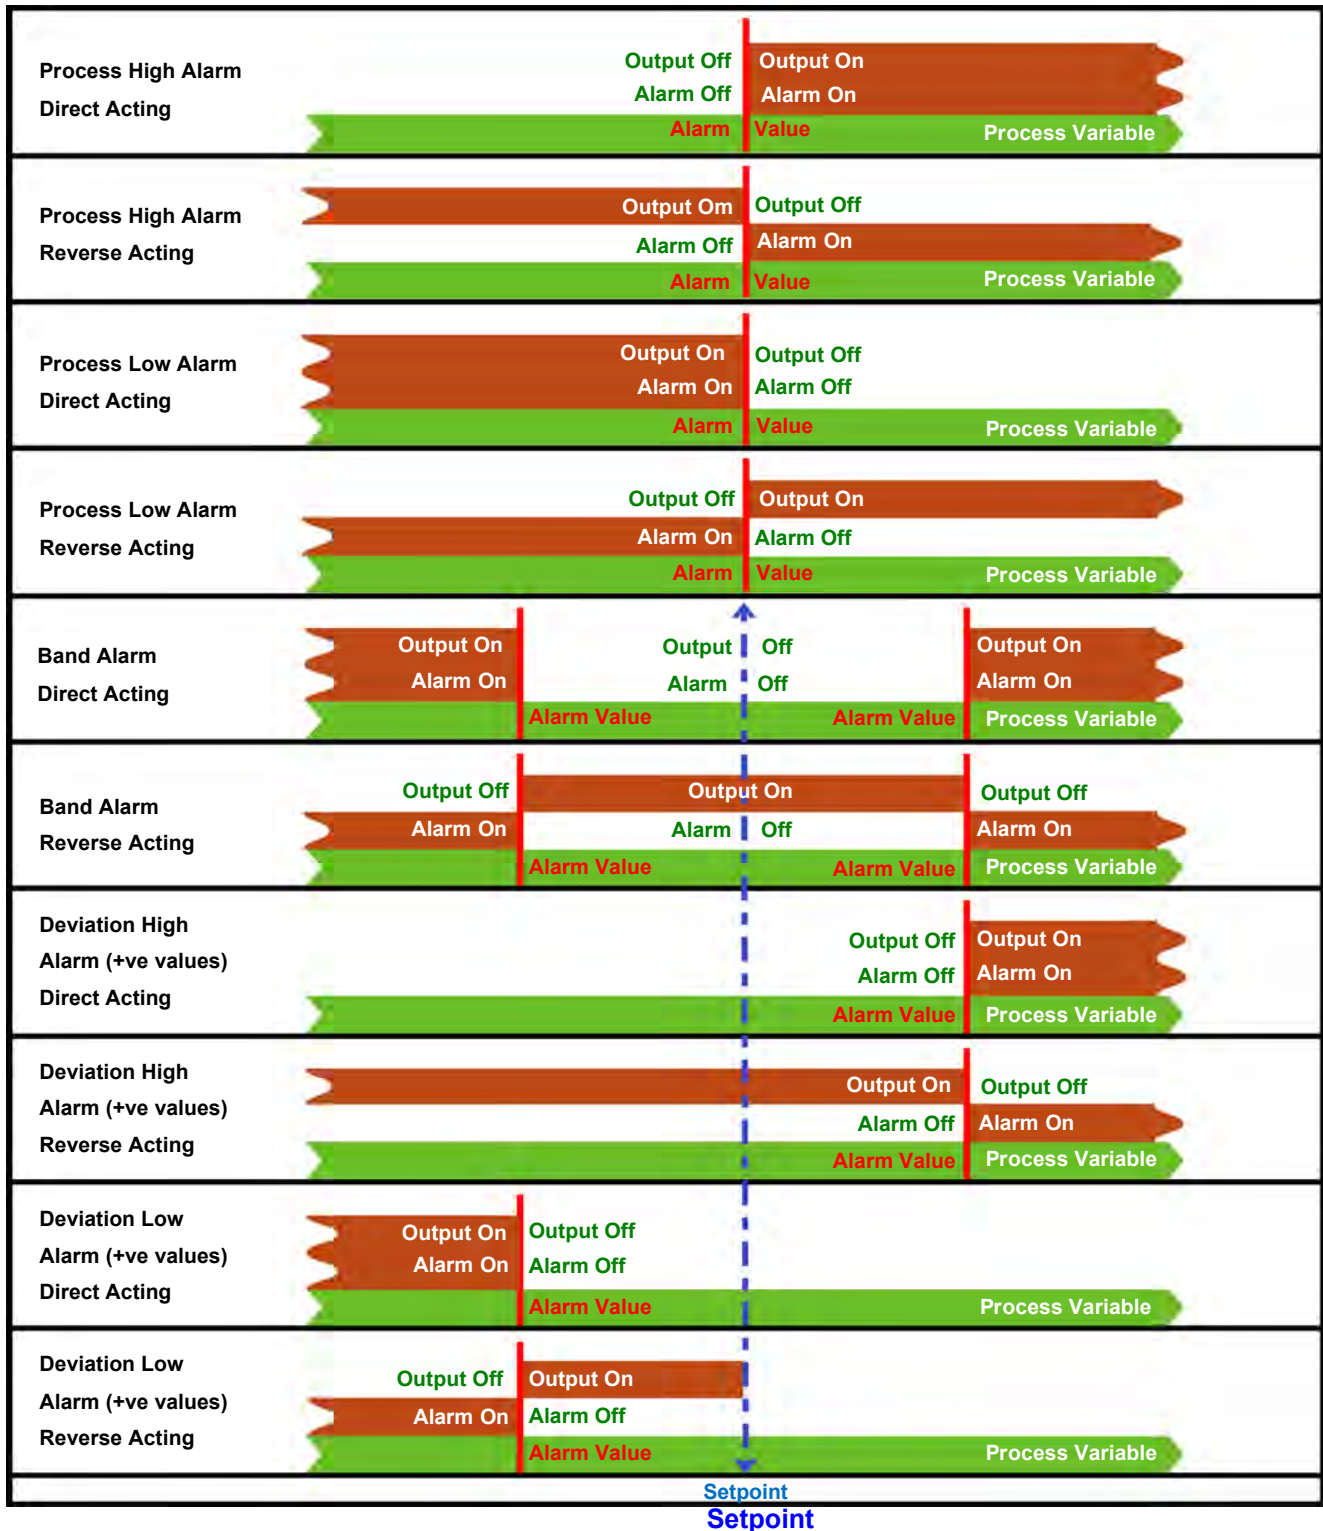 Process High Alarm
Direct Acting
Output Off Output On
Alarm Off Alarm On
Alarm Value Process Variable
Process High Alarm
Reverse Acting
Output Om Output Off
Alarm Off Alarm On
Alarm Value Process Variable
Process Low Alarm
Direct Acting
Output On Output Off
Alarm On Alarm Off
Alarm Value Process Variable
Process Low Alarm
Reverse Acting
Output Off Output On
Alarm On Alarm Off
Alarm Value Process Variable
Band Alarm
Direct Acting
Output On Output Off Output On
Alarm On Alarm Off Alarm On
Alarm Value Alarm Value Process Variable
Band Alarm
Reverse Acting
Output Off Output On Output Off
Alarm On Alarm Off Alarm On
Alarm Value Alarm Value Process Variable
Deviation High
Alarm (+ve values)
Direct Acting
Output Off Output On
Alarm Off Alarm On
Alarm Value Process Variable
Deviation High
Alarm (+ve values)
Reverse Acting
Output On Output Off
Alarm Off Alarm On
Alarm Value Process Variable
Deviation Low
Alarm (+ve values)
Direct Acting
Output On Output Off
Alarm On Alarm Off
Alarm Value Process Variable
Deviation Low
Alarm (+ve values)
Reverse Acting
Output Off Output On
Alarm On Alarm Off
Alarm Value Process Variable
Setpoint
Setpoint